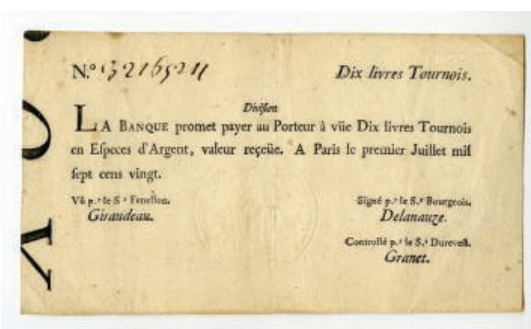 N.º 3216521 Dix livres Tournois.
Division
LA BANQUE promet payer au Porteur à vüe Dix livres Tournois
en Especes d'Argent, valeur reçeüe. A Paris le premier Juillet mil
sept cens vingt.
Vû p.r le S.r Fenellon. Signé p.r le S.r Bourgeois.
Giraudeau. Delanauze.
Controllé p.r le S.r Durevest.
Granet.